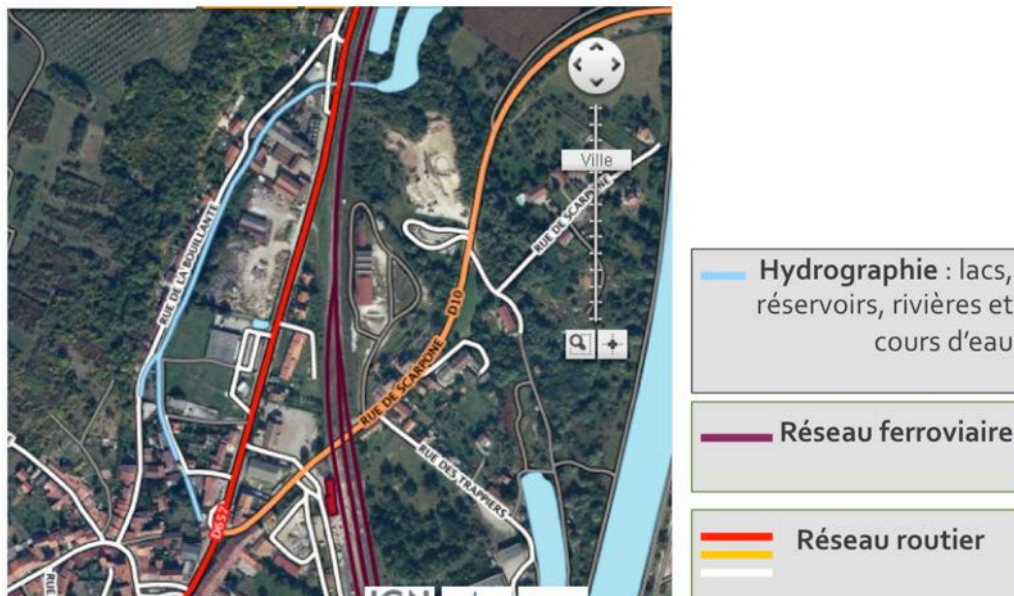 Ville
RUE DE LA BOUILLANTE
RUE DE SCARPONE
D10
RUE DE SCARPONE
RUE DES TRAPPIERS
D657
RUE
IGN
Hydrographie : lacs,
réservoirs, rivières et
cours d’eau
Réseau ferroviaire
Réseau routier